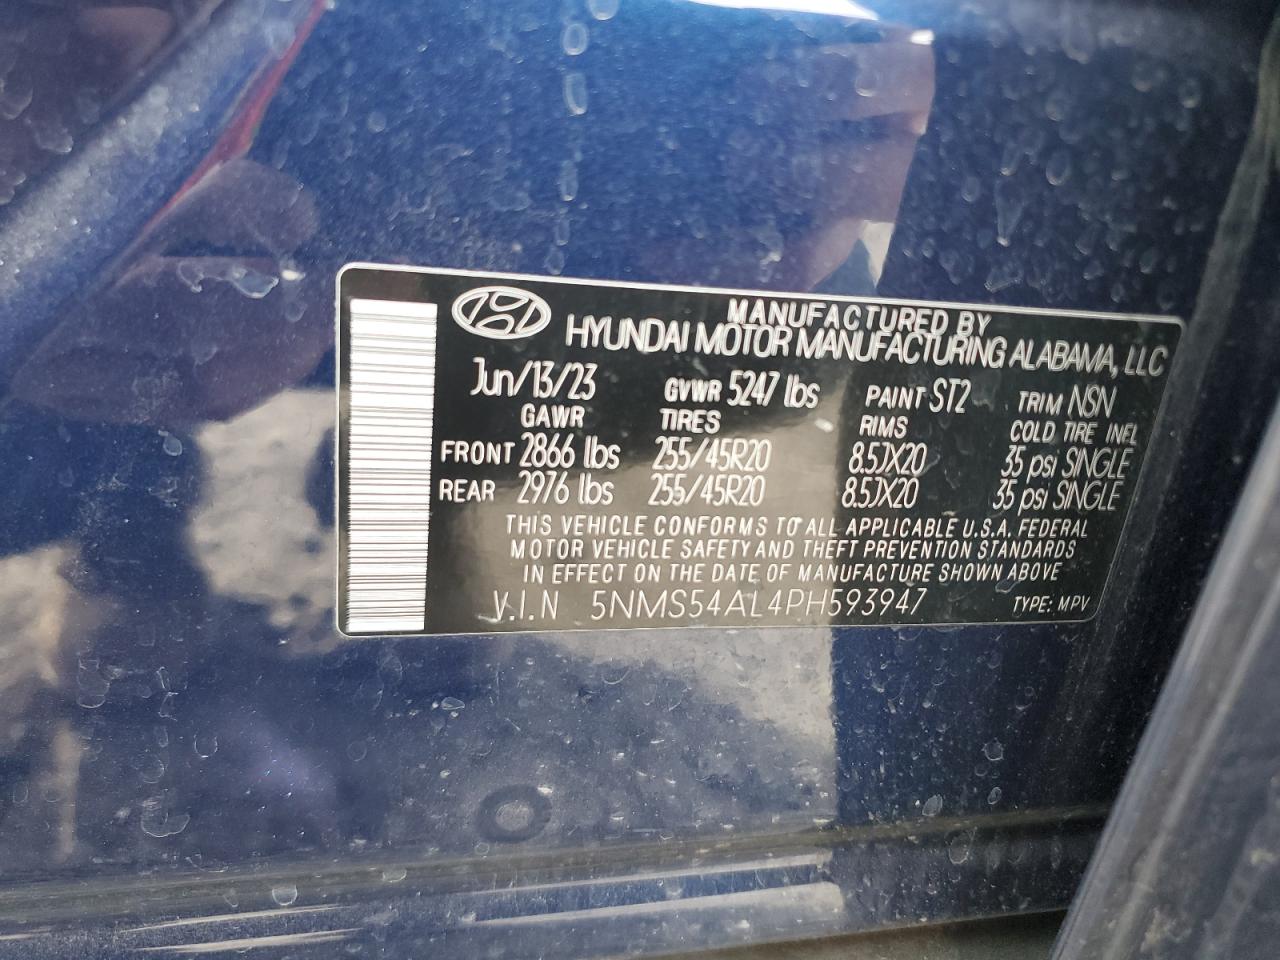 MANUFACTURED BY
HYUNDAI MOTOR MANUFACTURING ALABAMA, LLC
Jun/13/23 GVWR 5247 lbs PAINT ST2 TRIM NSN
GAWR TIRES RIMS COLD TIRE INFL
FRONT 2866 lbs 255/45R20 8.5JX20 35 psi SINGLE
REAR 2976 lbs 255/45R20 8.5JX20 35 psi SINGLE
THIS VEHICLE CONFORMS TO ALL APPLICABLE U.S.A. FEDERAL
MOTOR VEHICLE SAFETY AND THEFT PREVENTION STANDARDS
IN EFFECT ON THE DATE OF MANUFACTURE SHOWN ABOVE
V.I.N 5NMS54AL4PH593947 TYPE: MPV